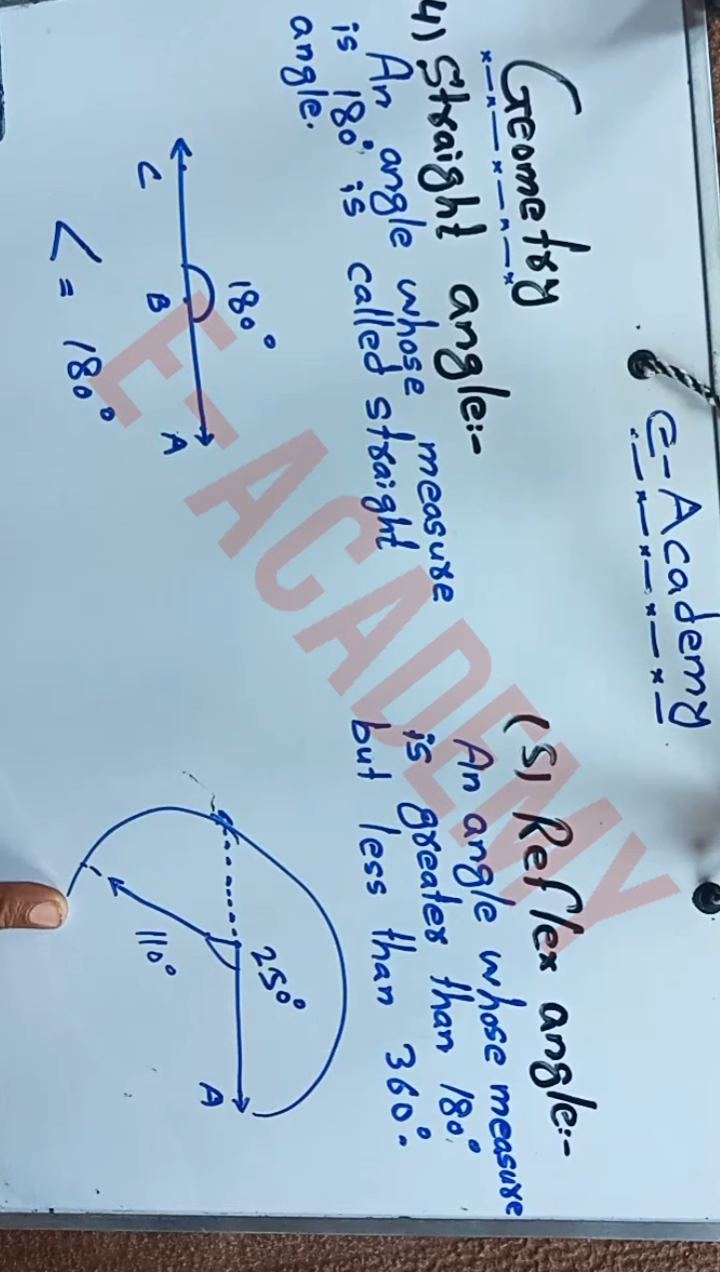 e-Academy
Geometry
4) Straight angle:-
An angle whose measure
is 180° is called straight
angle.
180°
C B A
< = 180°
(5) Reflex angle:-
An angle whose measure
is greater than 180°
but less than 360°.
250°
110°
A
E-ACADEMY